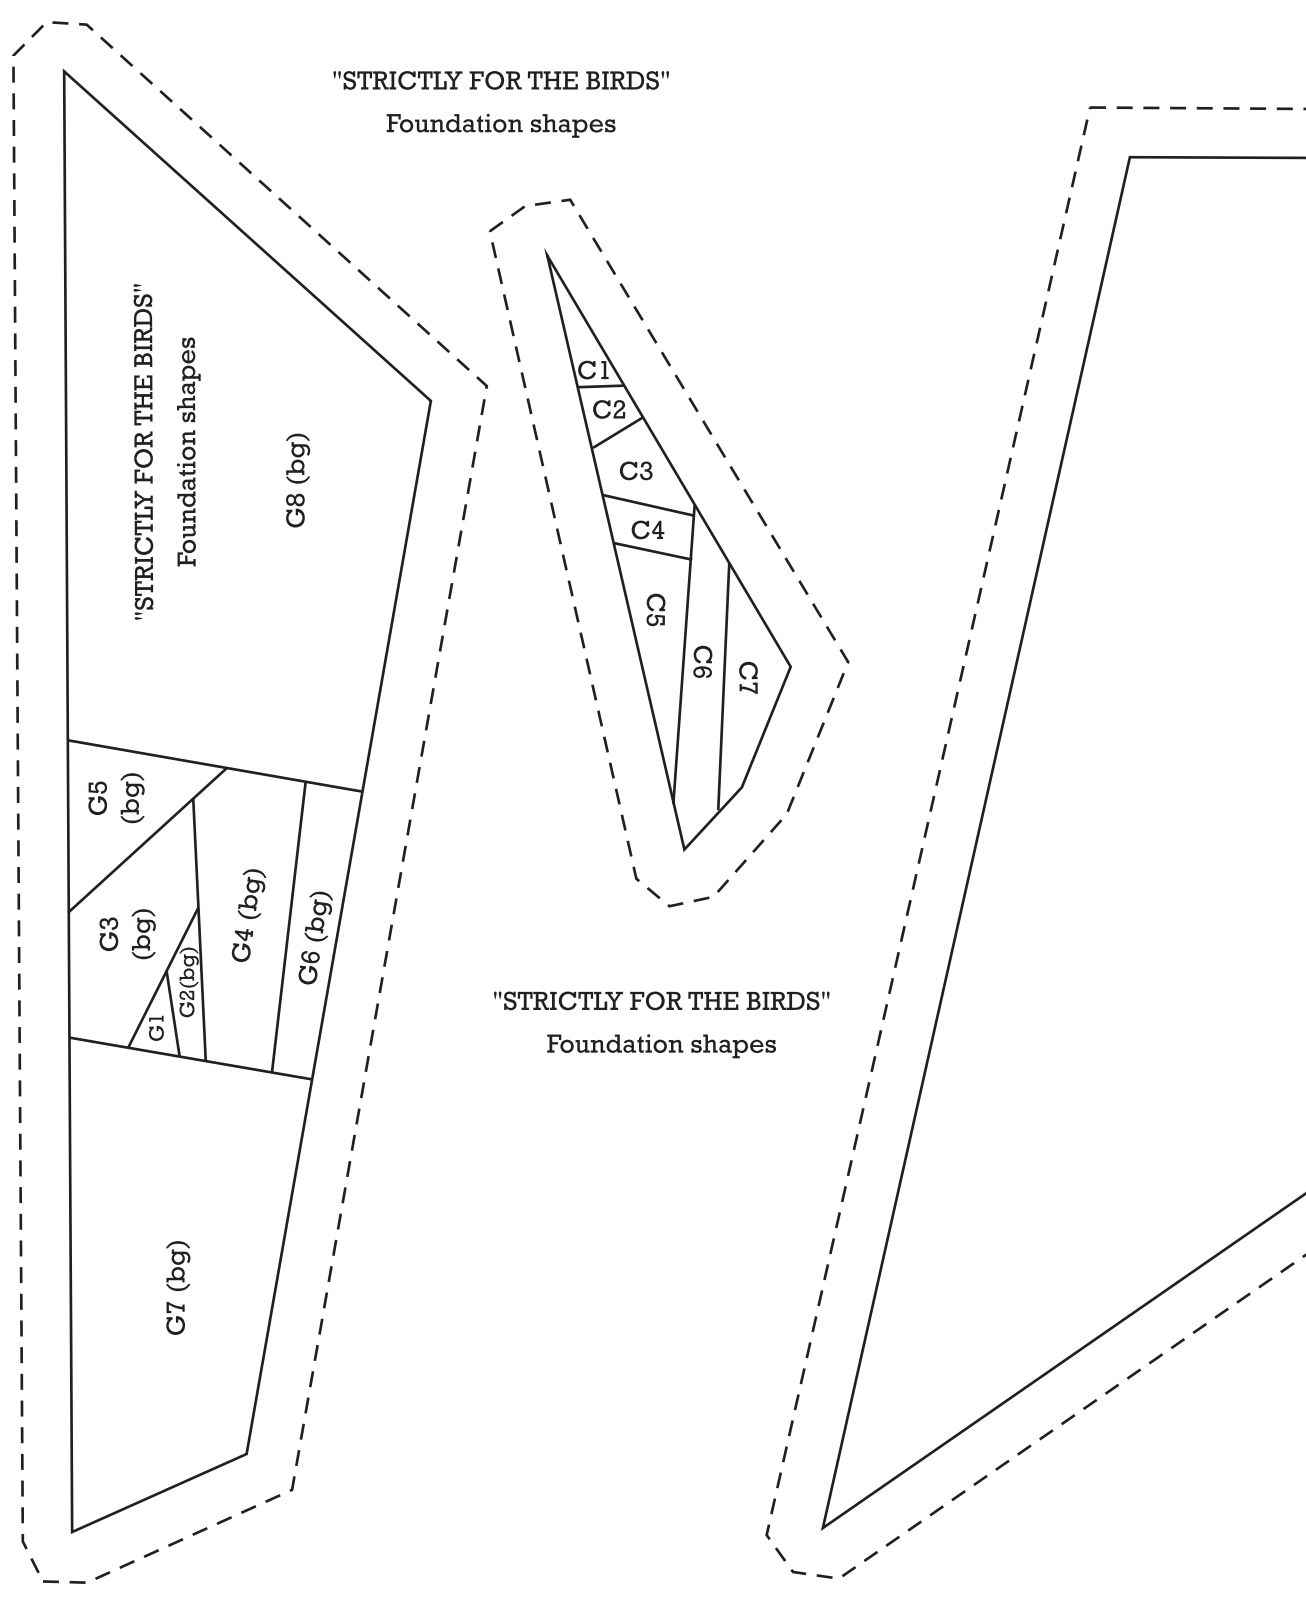 "STRICTLY FOR THE BIRDS"
Foundation shapes
"STRICTLY FOR THE BIRDS"
Foundation shapes
G8 (bg)
G5
(bg)
G3
(bg)
G1
G2(bg)
G4 (bg)
G6 (bg)
G7 (bg)
C1
C2
C3
C4
C5
C6
C7
"STRICTLY FOR THE BIRDS"
Foundation shapes